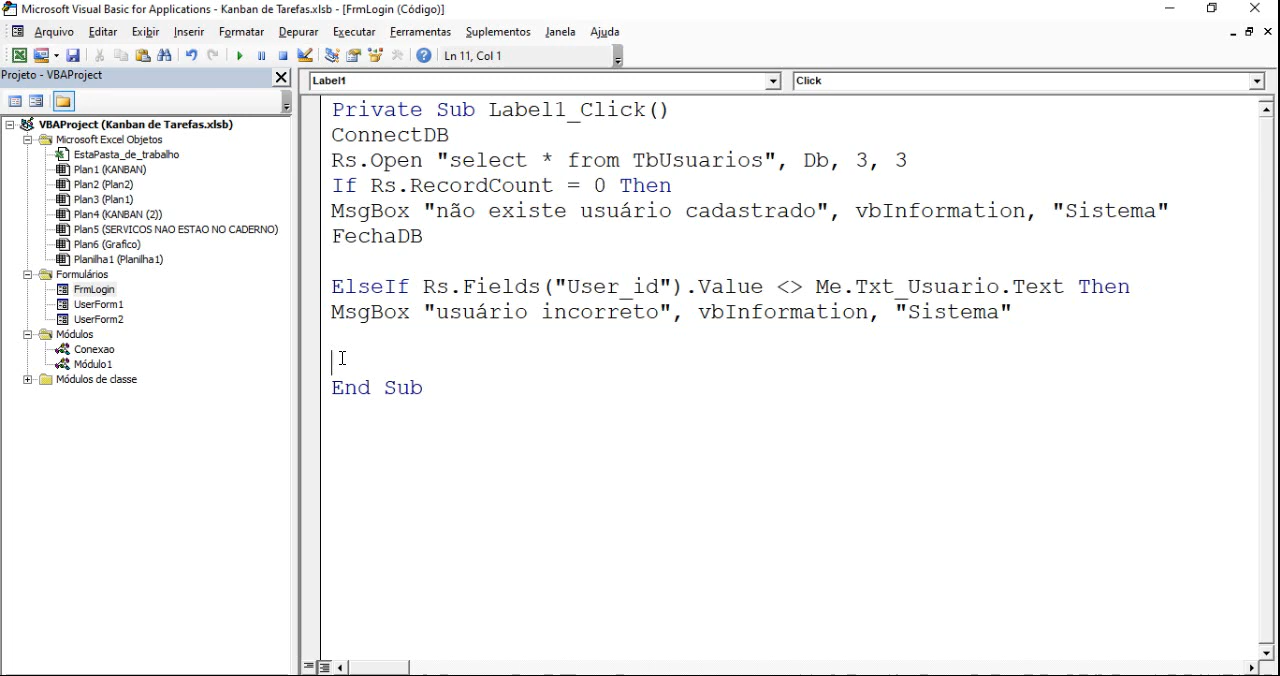 Microsoft Visual Basic for Applications - Kanban de Tarefas.xlsb - [FrmLogin (Código)]
Arquivo Editar Exibir Inserir Formatar Depurar Executar Ferramentas Suplementos Janela Ajuda
Ln 11, Col 1
Projeto - VBAProject
Label1
Click
VBAProject (Kanban de Tarefas.xlsb)
Microsoft Excel Objetos
EstaPasta_de_trabalho
Plan1 (KANBAN)
Plan2 (Plan2)
Plan3 (Plan1)
Plan4 (KANBAN (2))
Plan5 (SERVICOS NAO ESTAO NO CADERNO)
Plan6 (Grafico)
Planilha1 (Planilha1)
Formulários
FrmLogin
UserForm1
UserForm2
Módulos
Conexao
Módulo1
Módulos de classe
Private Sub Label1_Click()
ConnectDB
Rs.Open "select * from TbUsuarios", Db, 3, 3
If Rs.RecordCount = 0 Then
MsgBox "não existe usuário cadastrado", vbInformation, "Sistema"
FechaDB
ElseIf Rs.Fields("User_id").Value <> Me.Txt_Usuario.Text Then
MsgBox "usuário incorreto", vbInformation, "Sistema"
End Sub